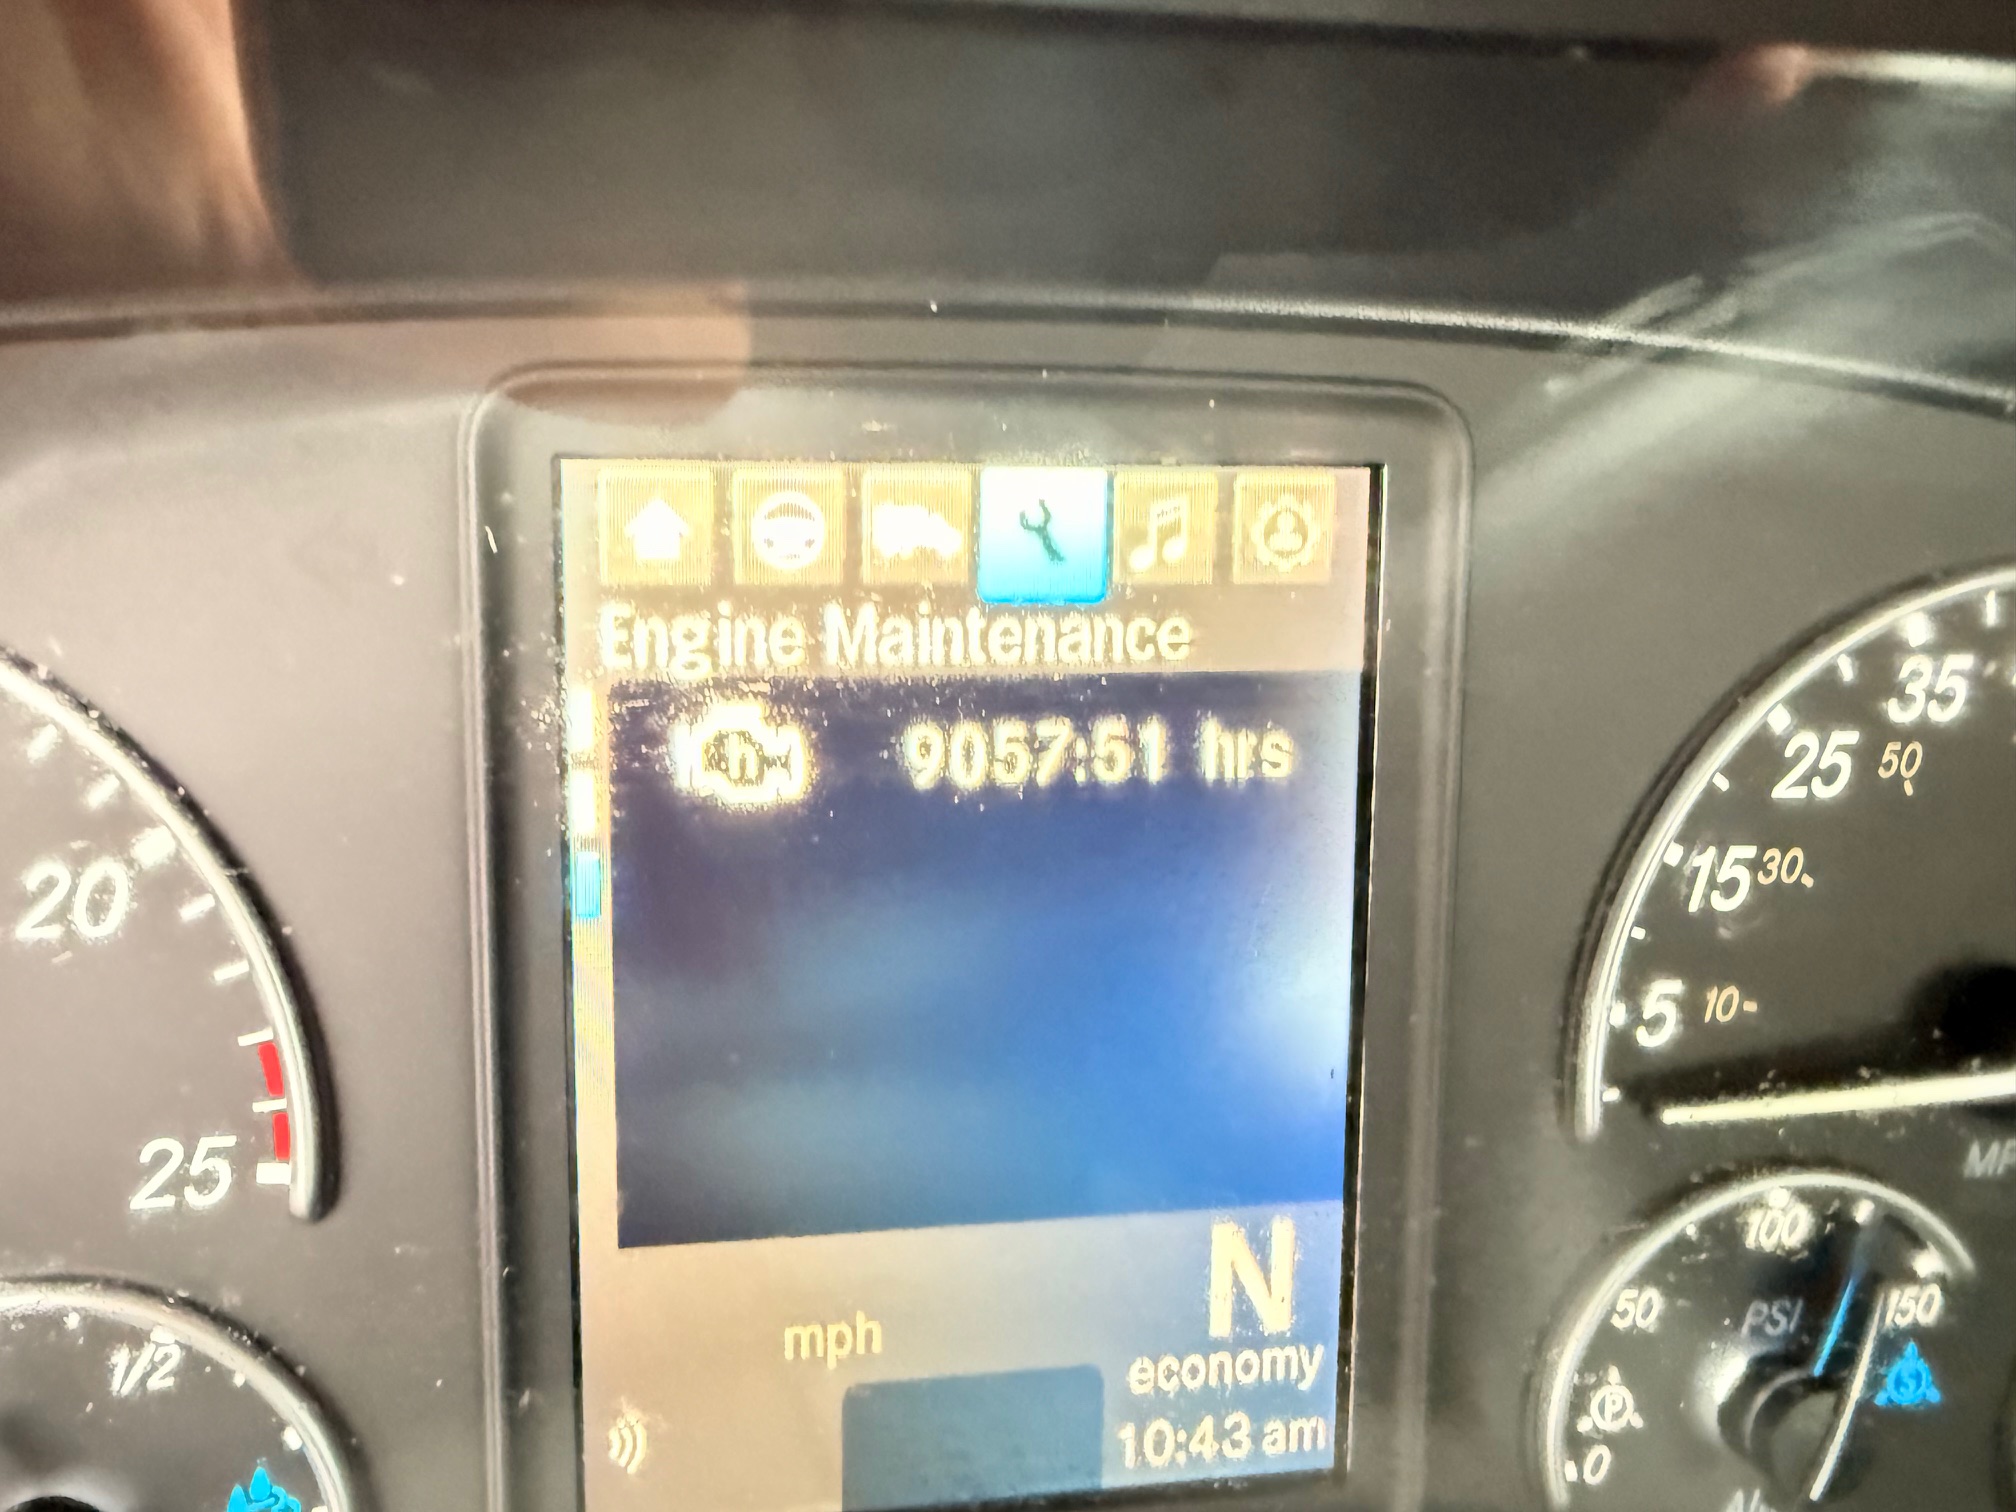 Engine Maintenance
h
9057:51 hrs
N
mph
economy
10:43 am
20
25
1/2
35
25 50
15 30
5 10
100
50 PSI 150
P
S
0